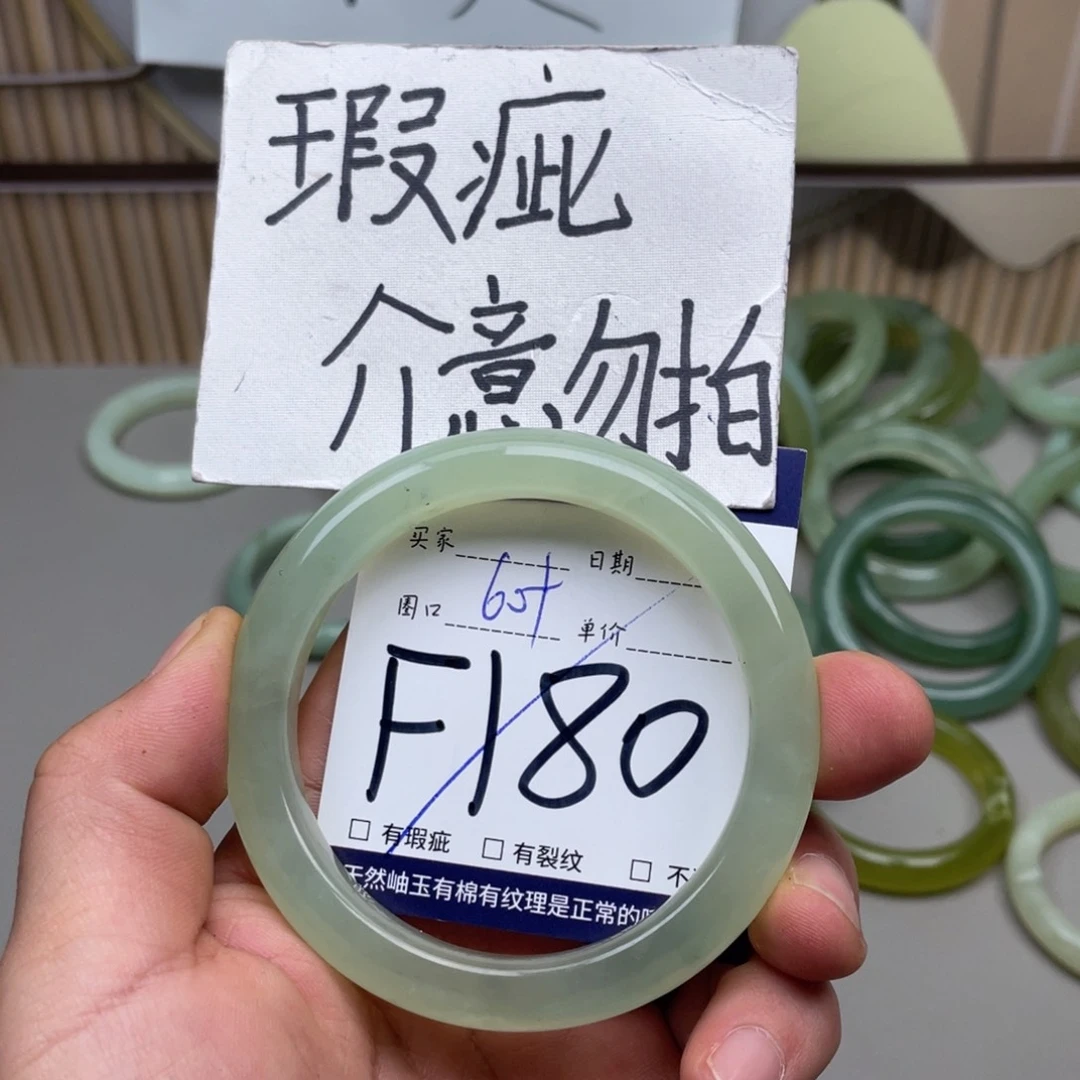 瑕疵
介意勿拍
买家 日期
圈口 65+ 单价
F180
□ 有瑕疵 □ 有裂纹 □ 不
天然岫玉有棉有纹理是正常的